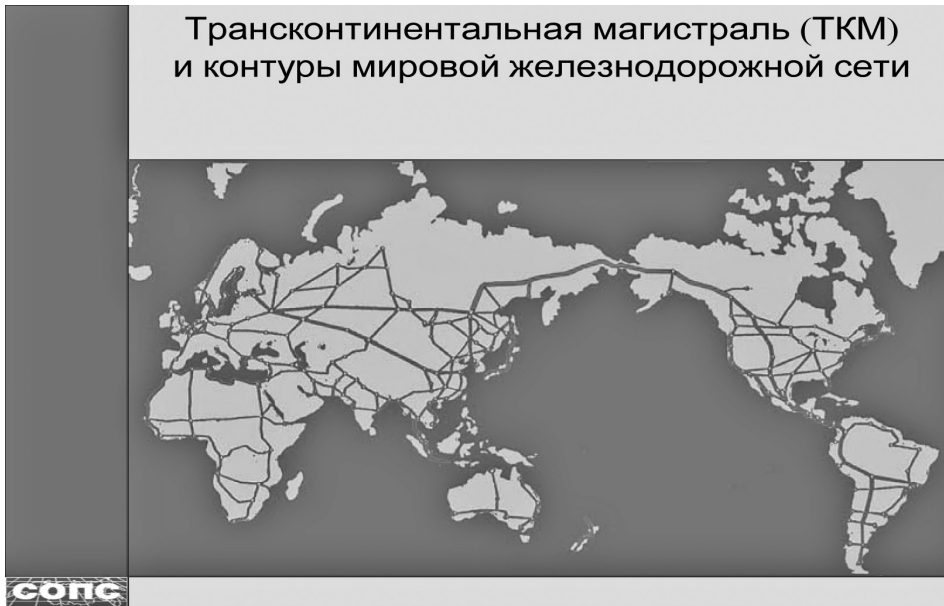 Трансконтинентальная магистраль (ТКМ)
и контуры мировой железнодорожной сети
СОПС